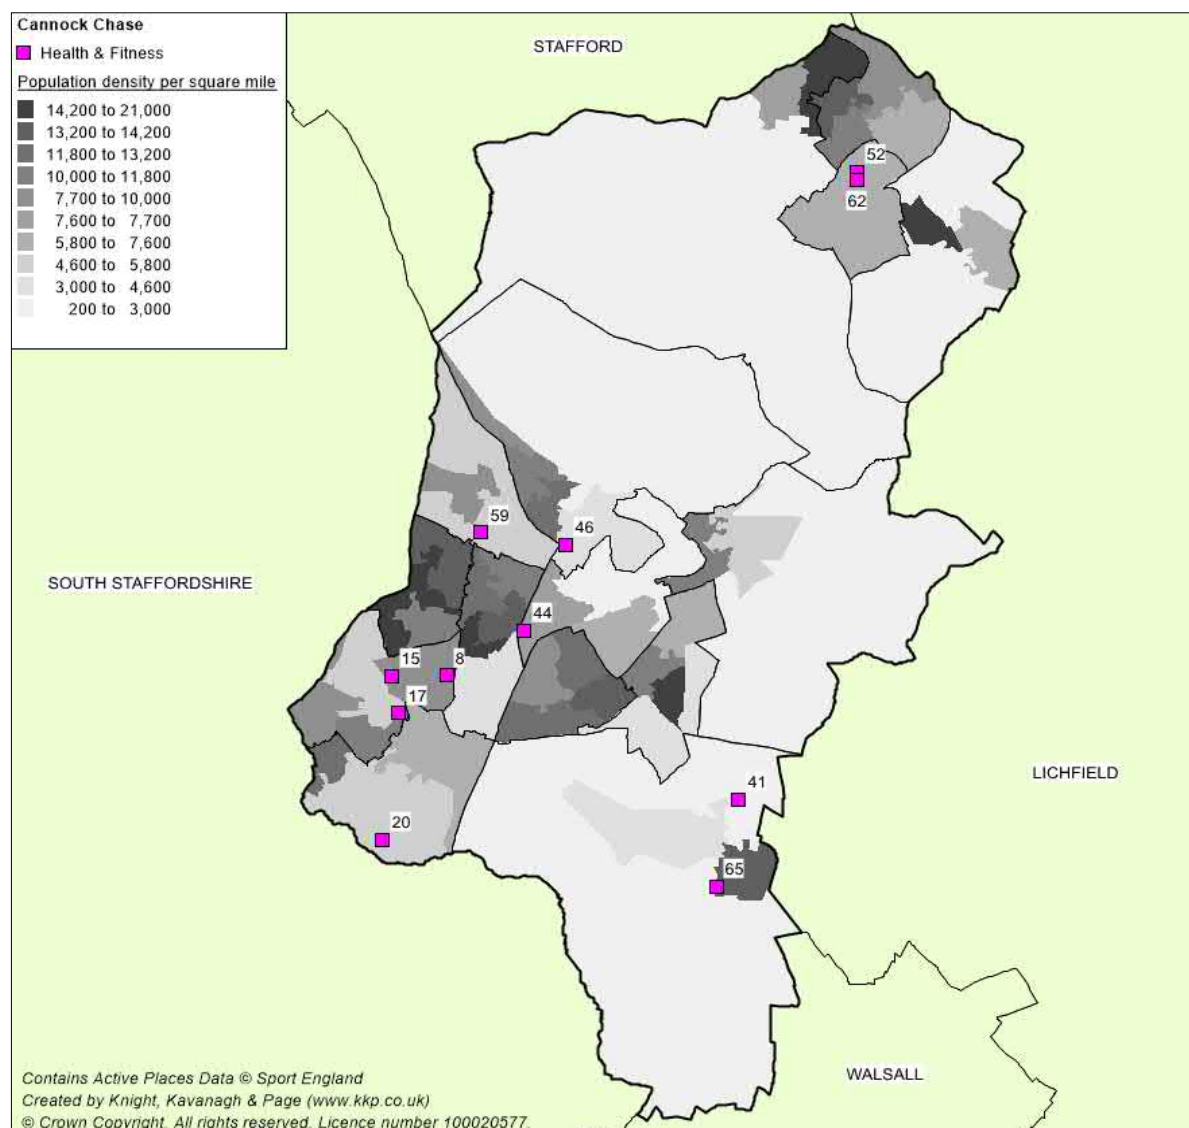 Cannock Chase
Health & Fitness
Population density per square mile
14,200 to 21,000
13,200 to 14,200
11,800 to 13,200
10,000 to 11,800
7,700 to 10,000
7,600 to 7,700
5,800 to 7,600
4,600 to 5,800
3,000 to 4,600
200 to 3,000
STAFFORD
52
62
59
46
SOUTH STAFFORDSHIRE
44
15
8
17
LICHFIELD
41
20
65
WALSALL
Contains Active Places Data © Sport England
Created by Knight, Kavanagh & Page (www.kkp.co.uk)
© Crown Copyright. All rights reserved. Licence number 100020577.